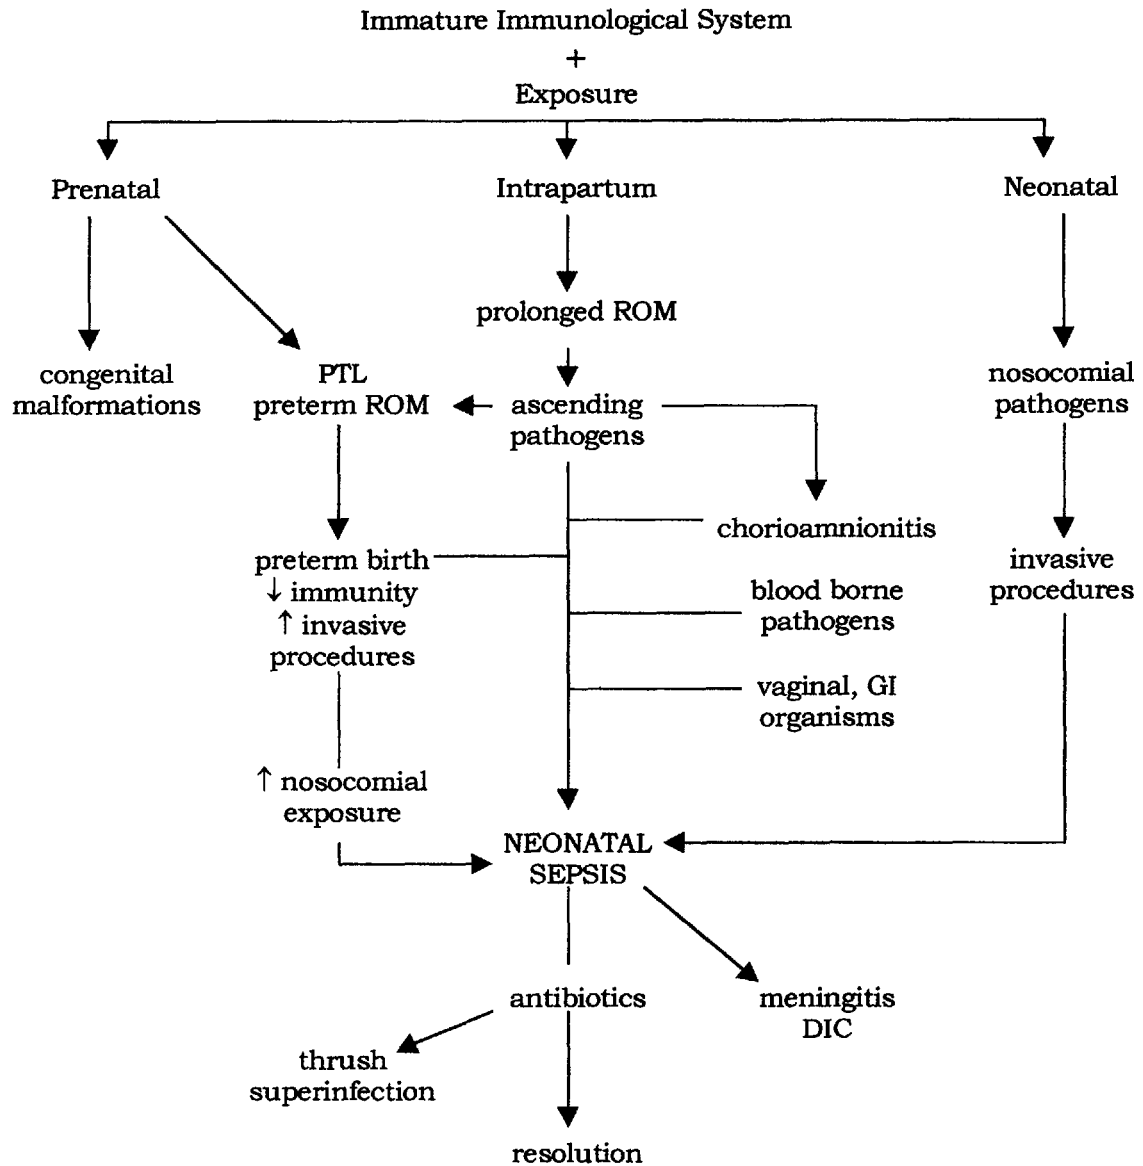 Immature Immunological System
+
Exposure
Prenatal
Intrapartum
Neonatal
prolonged ROM
congenital
malformations
PTL
preterm ROM
ascending
pathogens
nosocomial
pathogens
chorioamnionitis
preterm birth
↓ immunity
↑ invasive
procedures
blood borne
pathogens
invasive
procedures
vaginal, GI
organisms
↑ nosocomial
exposure
NEONATAL
SEPSIS
antibiotics
meningitis
DIC
thrush
superinfection
resolution